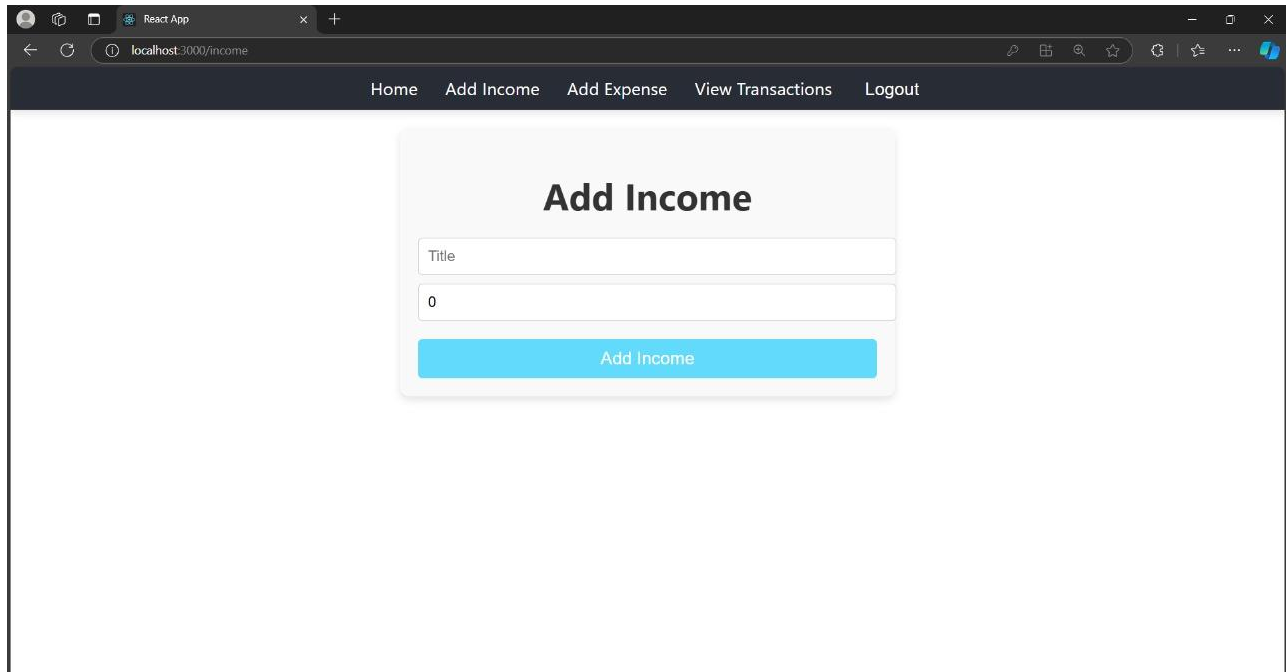 React App
localhost:3000/income
Home Add Income Add Expense View Transactions Logout
Add Income
Title
0
Add Income